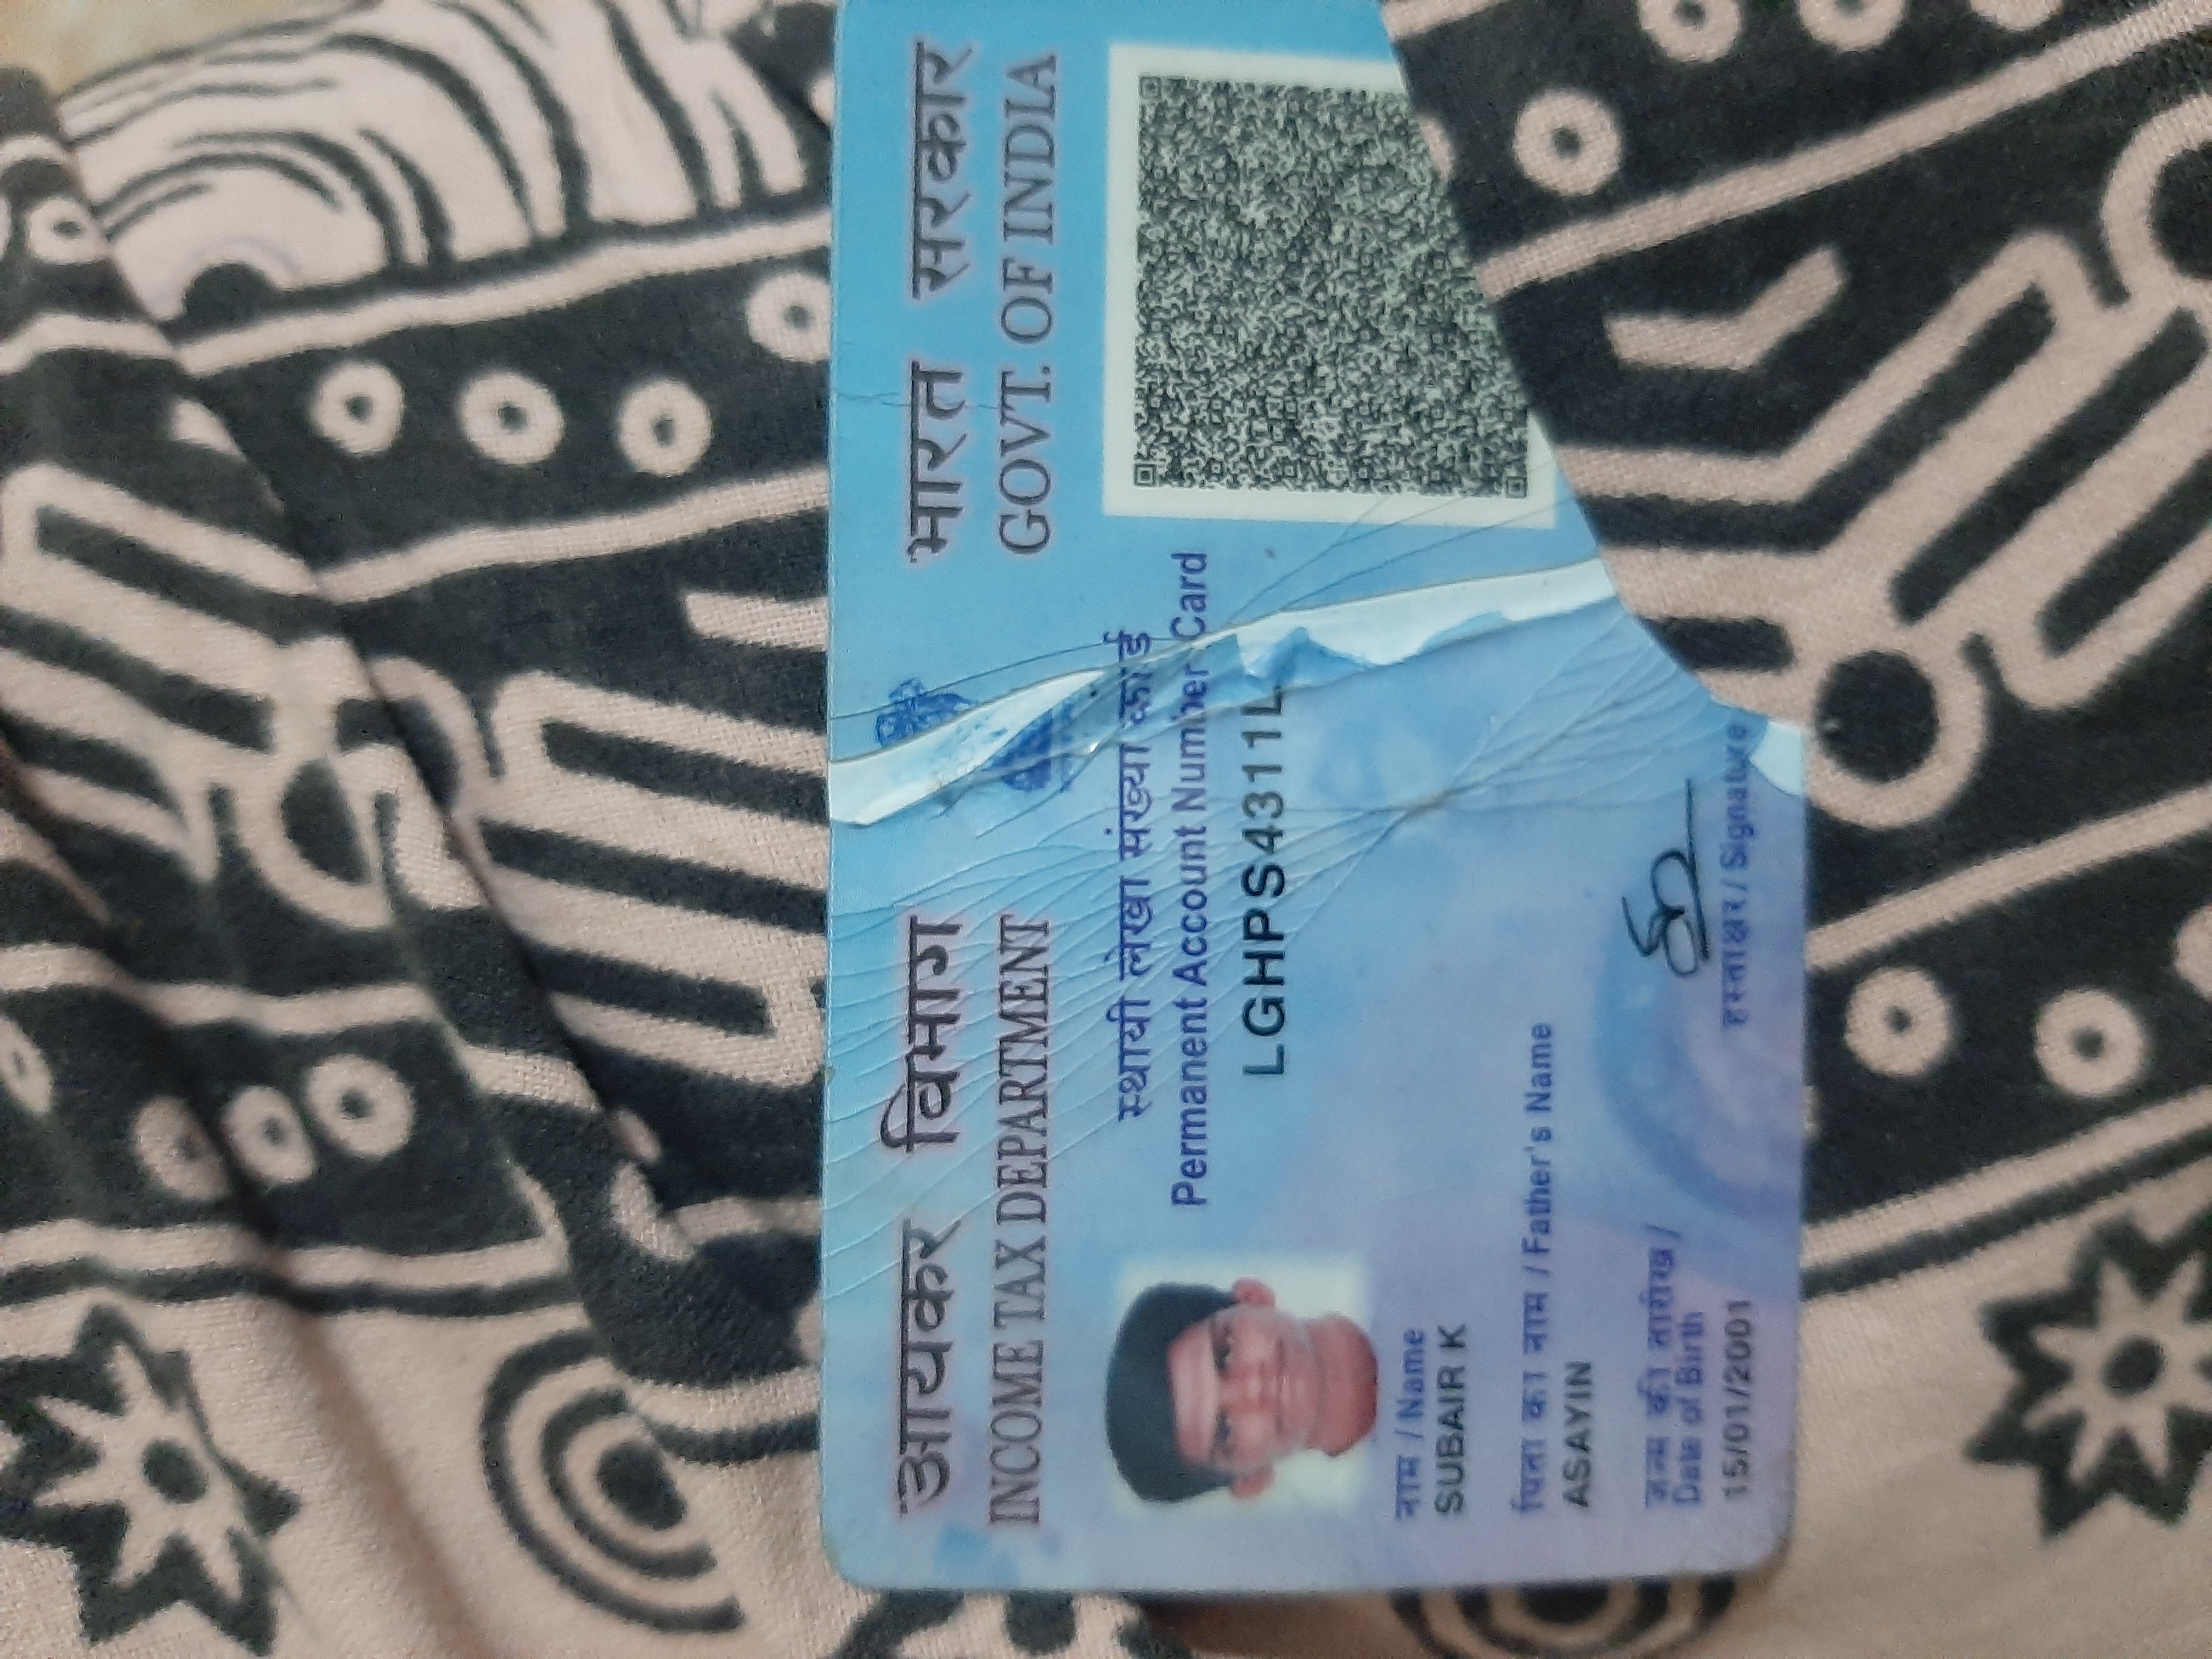 आयकर विभाग
INCOME TAX DEPARTMENT
भारत सरकार
GOVT. OF INDIA
स्थायी लेखा संख्या कार्ड
Permanent Account Number Card
LGHPS4311L
नाम / Name
SUBAIR K
पिता का नाम / Father's Name
ASAYIN
जन्म की तारीख /
Date of Birth
15/01/2001
हस्ताक्षर / Signature